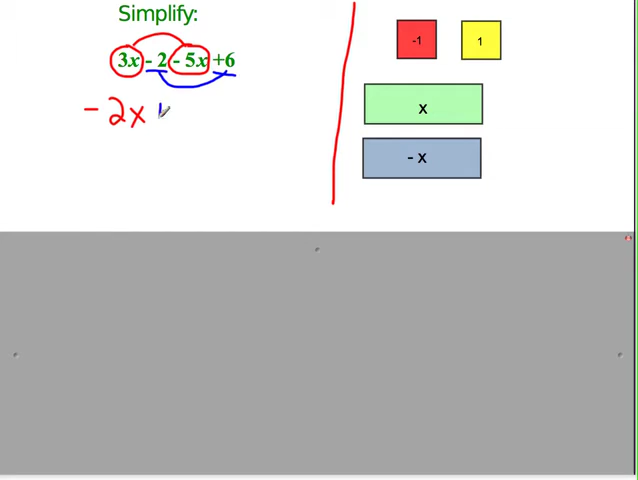 Simplify:
3x - 2 - 5x +6
- 2x
-1
1
x
- x